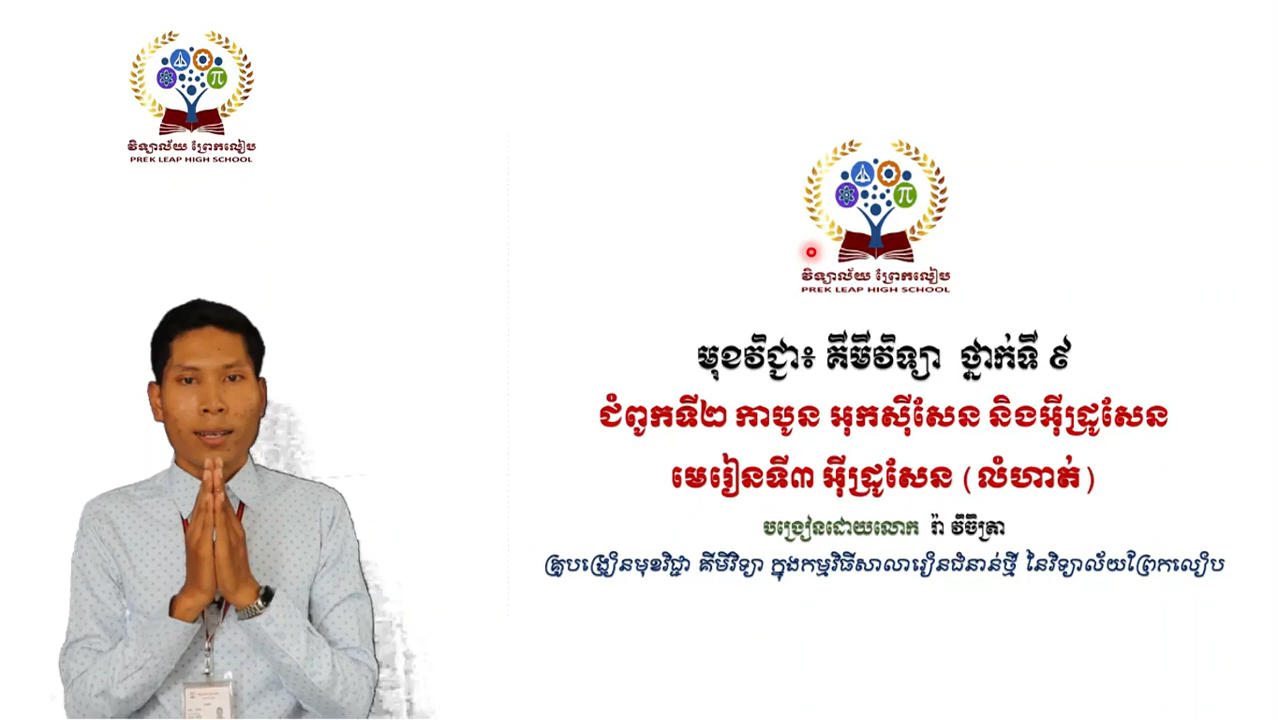 វិទ្យាល័យ ព្រែកលៀប
PREK LEAP HIGH SCHOOL
វិទ្យាល័យ ព្រែកលៀប
PREK LEAP HIGH SCHOOL
មុខវិជ្ជា៖ គីមីវិទ្យា ថ្នាក់ទី ៩
ជំពូកទី២ កាបូន អុកស៊ីសែន និងអ៊ីដ្រូសែន
មេរៀនទី៣ អ៊ីដ្រូសែន (លំហាត់)
បង្រៀនដោយលោក រ៉ា វិចិត្រា
គ្រូបង្រៀនមុខវិជ្ជា គីមីវិទ្យា ក្នុងកម្មវិធីសាលារៀនជំនាន់ថ្មី នៃវិទ្យាល័យព្រែកលៀប